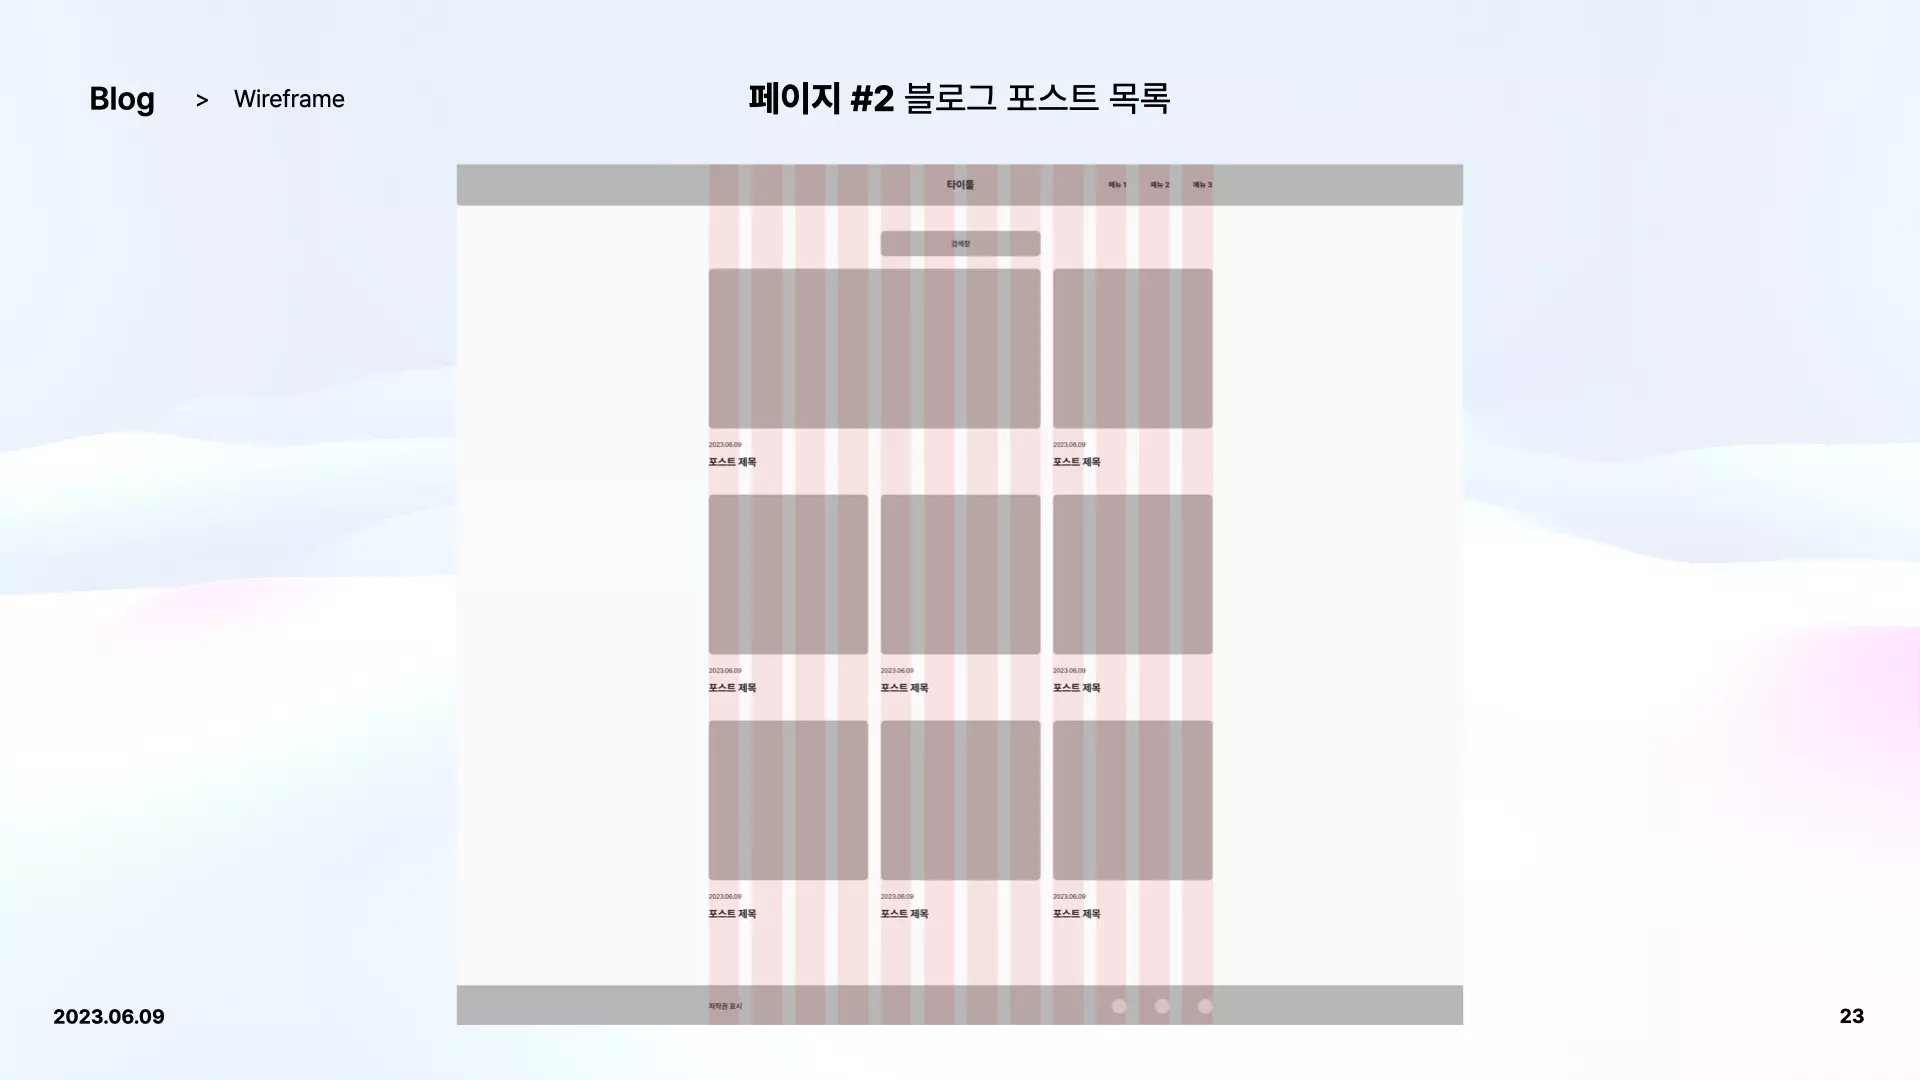 Blog > Wireframe
페이지 #2 블로그 포스트 목록
타이틀 메뉴 1 메뉴 2 메뉴 3
검색창
2023.06.09 2023.06.09
포스트 제목 포스트 제목
2023.06.09 2023.06.09 2023.06.09
포스트 제목 포스트 제목 포스트 제목
2023.06.09 2023.06.09 2023.06.09
포스트 제목 포스트 제목 포스트 제목
저작권 표시
2023.06.09
23